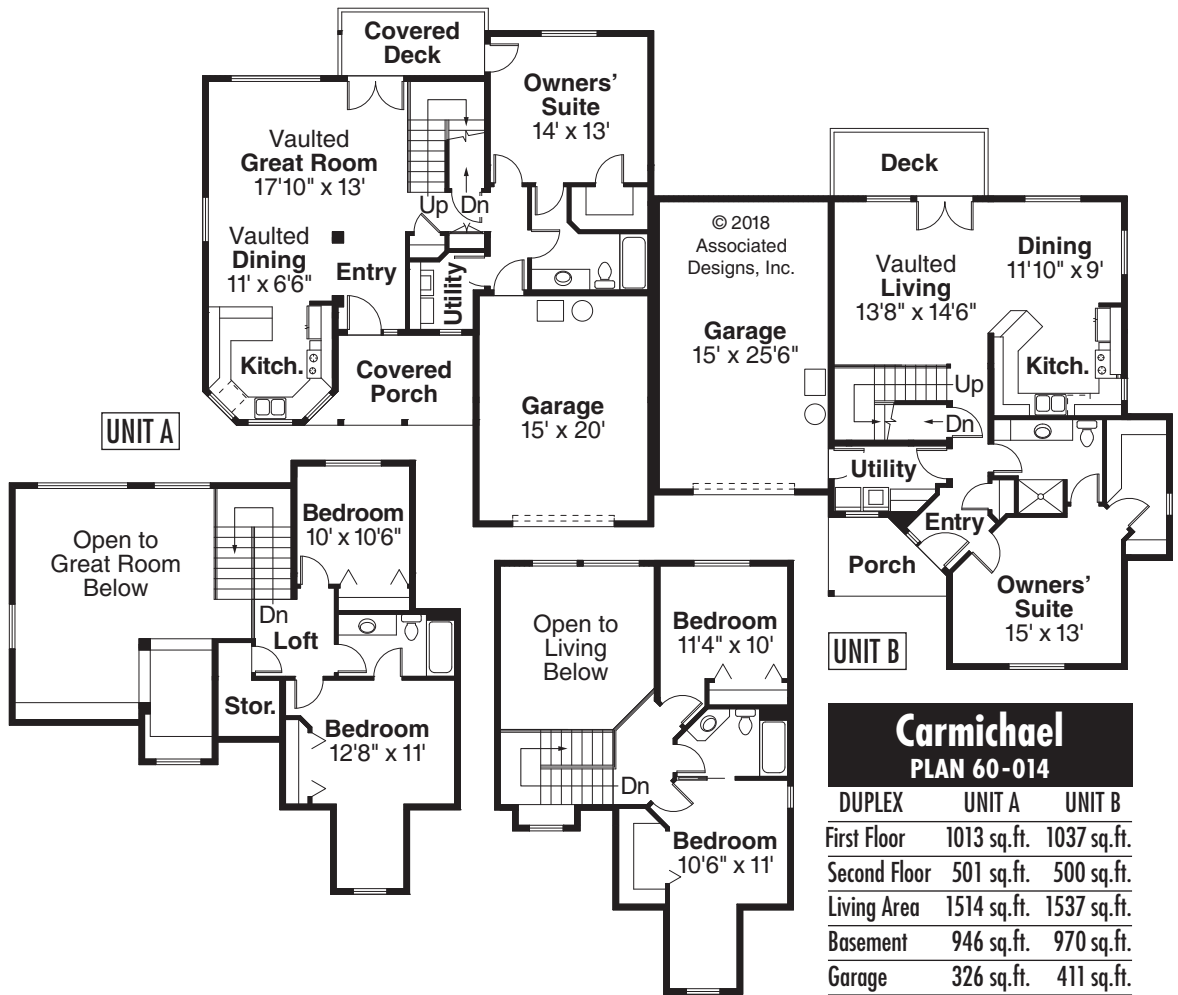 Covered
Deck
Owners'
Suite
14' x 13'
Vaulted
Great Room
17'10" x 13'
Up
Dn
Vaulted
Dining
11' x 6'6"
Entry
Utility
Kitch.
Covered
Porch
Garage
15' x 20'
UNIT A
© 2018
Associated
Designs, Inc.
Garage
15' x 25'6"
Deck
Vaulted
Living
13'8" x 14'6"
Dining
11'10" x 9'
Kitch.
Up
Dn
Utility
Entry
Porch
Owners'
Suite
15' x 13'
UNIT B
Open to
Great Room
Below
Bedroom
10' x 10'6"
Dn
Loft
Stor.
Bedroom
12'8" x 11'
Open to
Living
Below
Bedroom
11'4" x 10'
Dn
Bedroom
10'6" x 11'
Carmichael
PLAN 60-014
DUPLEX UNIT A UNIT B
First Floor 1013 sq.ft. 1037 sq.ft.
Second Floor 501 sq.ft. 500 sq.ft.
Living Area 1514 sq.ft. 1537 sq.ft.
Basement 946 sq.ft. 970 sq.ft.
Garage 326 sq.ft. 411 sq.ft.